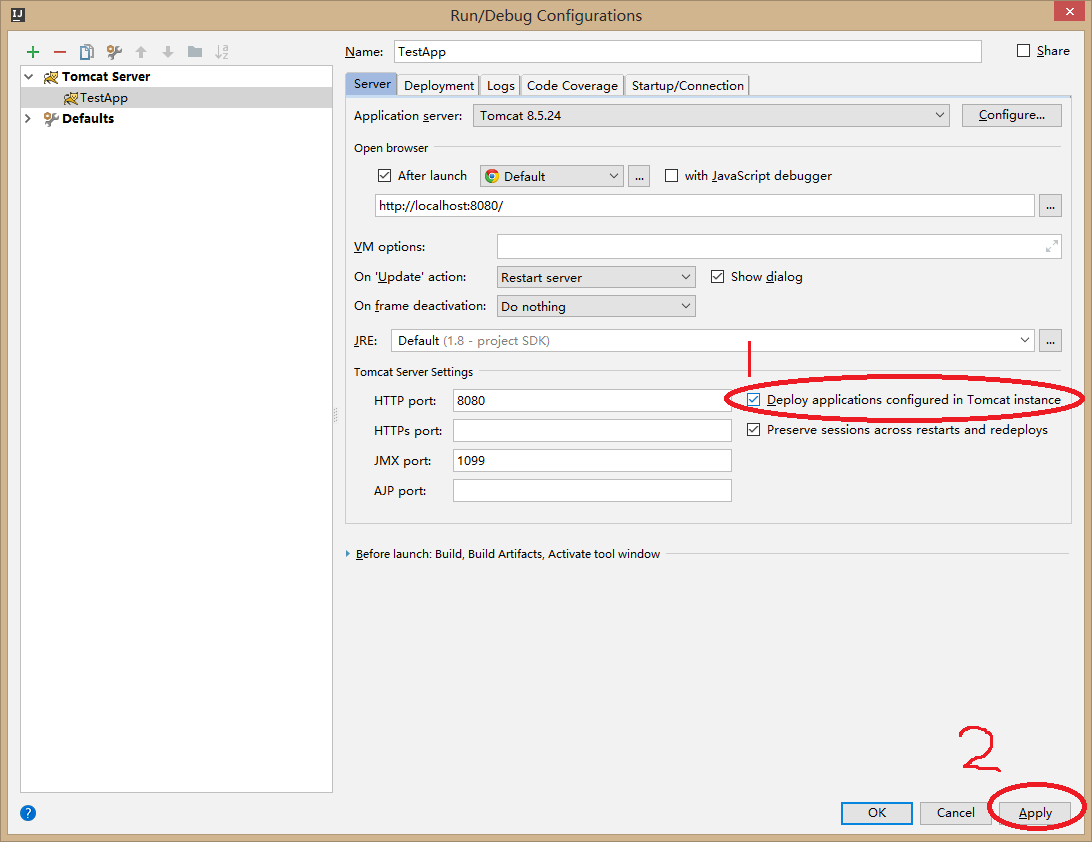 Run/Debug Configurations
Name: TestApp Share
Tomcat Server
TestApp
Defaults
Server Deployment Logs Code Coverage Startup/Connection
Application server: Tomcat 8.5.24 Configure...
Open browser
After launch Default ... with JavaScript debugger
http://localhost:8080/ ...
VM options:
On 'Update' action: Restart server Show dialog
On frame deactivation: Do nothing
JRE: Default (1.8 - project SDK) ...
1
Tomcat Server Settings
HTTP port: 8080 Deploy applications configured in Tomcat instance
HTTPs port: Preserve sessions across restarts and redeploys
JMX port: 1099
AJP port:
Before launch: Build, Build Artifacts, Activate tool window
2
? OK Cancel Apply